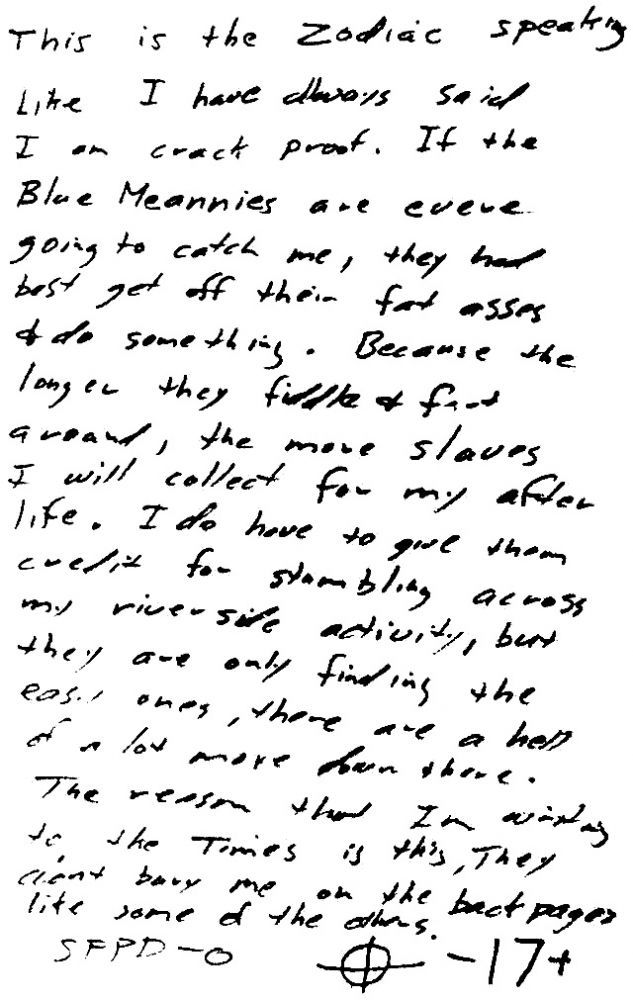 This is the Zodiac speaking
Like I have always said
I am crack proof. If the
Blue Meannies are evere
going to catch me, they had
best get off their fat asses
& do something. Because the
longer they fiddle & fart
around, the more slaves
I will collect for my after
life. I do have to give them
credit for stumbling across
my riverside activity, but
they are only finding the
easy ones, there are a hell
of a lot more down there.
The reason that Im writing
to the Times is this, They
dont bury me on the back pages
like some of the others.
SFPD-0 ⌖ -17+